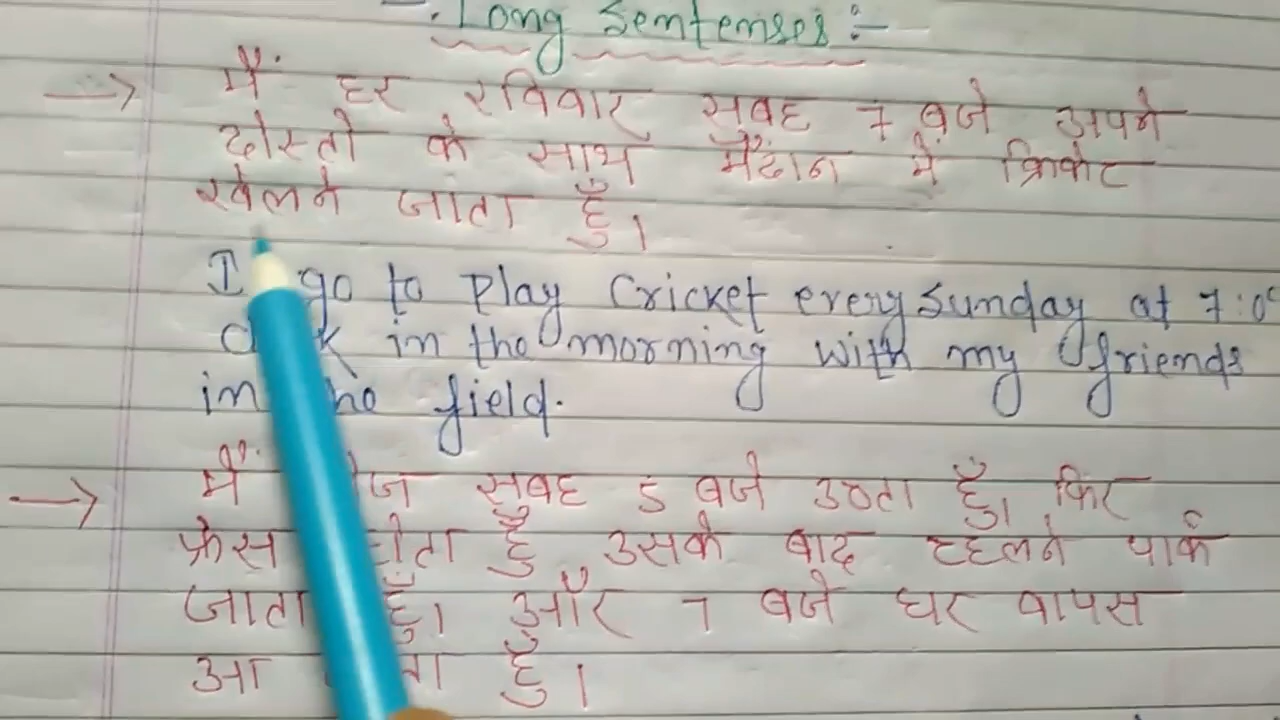 Long Sentenses :-
→ मैं हर रविवार सुबह 7 बजे अपने
दोस्तो के साथ मैदान में क्रिकेट
खेलने जाता हूँ।
I go to Play Cricket every Sunday at 7:0
in the morning with my friends
in field.
→ मैं सुबह 5 बजे उठता हूँ। फिर
फ्रेस होता हूँ उसके बाद टहलने पार्क
जाता हूँ। और 7 बजे घर वापस
आ हूँ।